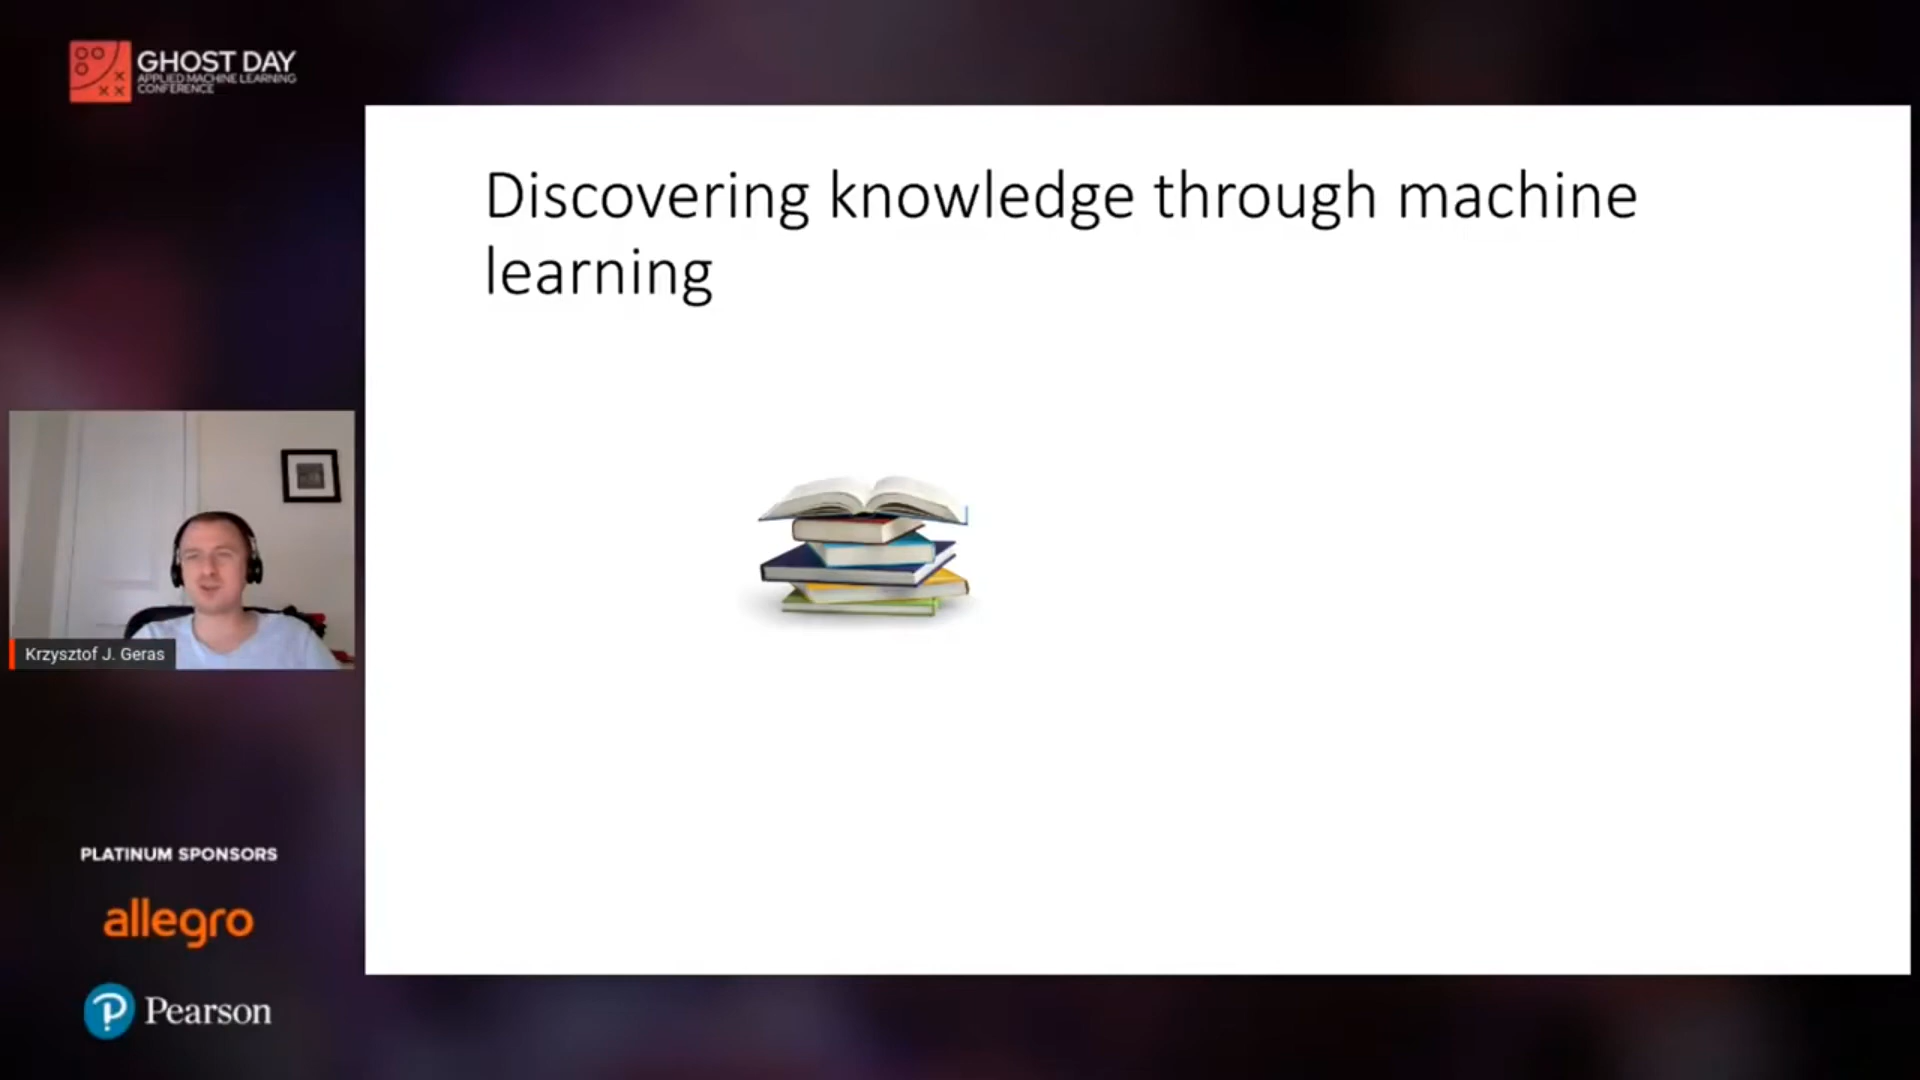 GHOST DAY
APPLIED MACHINE LEARNING
CONFERENCE
Discovering knowledge through machine
learning
Krzysztof J. Geras
PLATINUM SPONSORS
allegro
Pearson